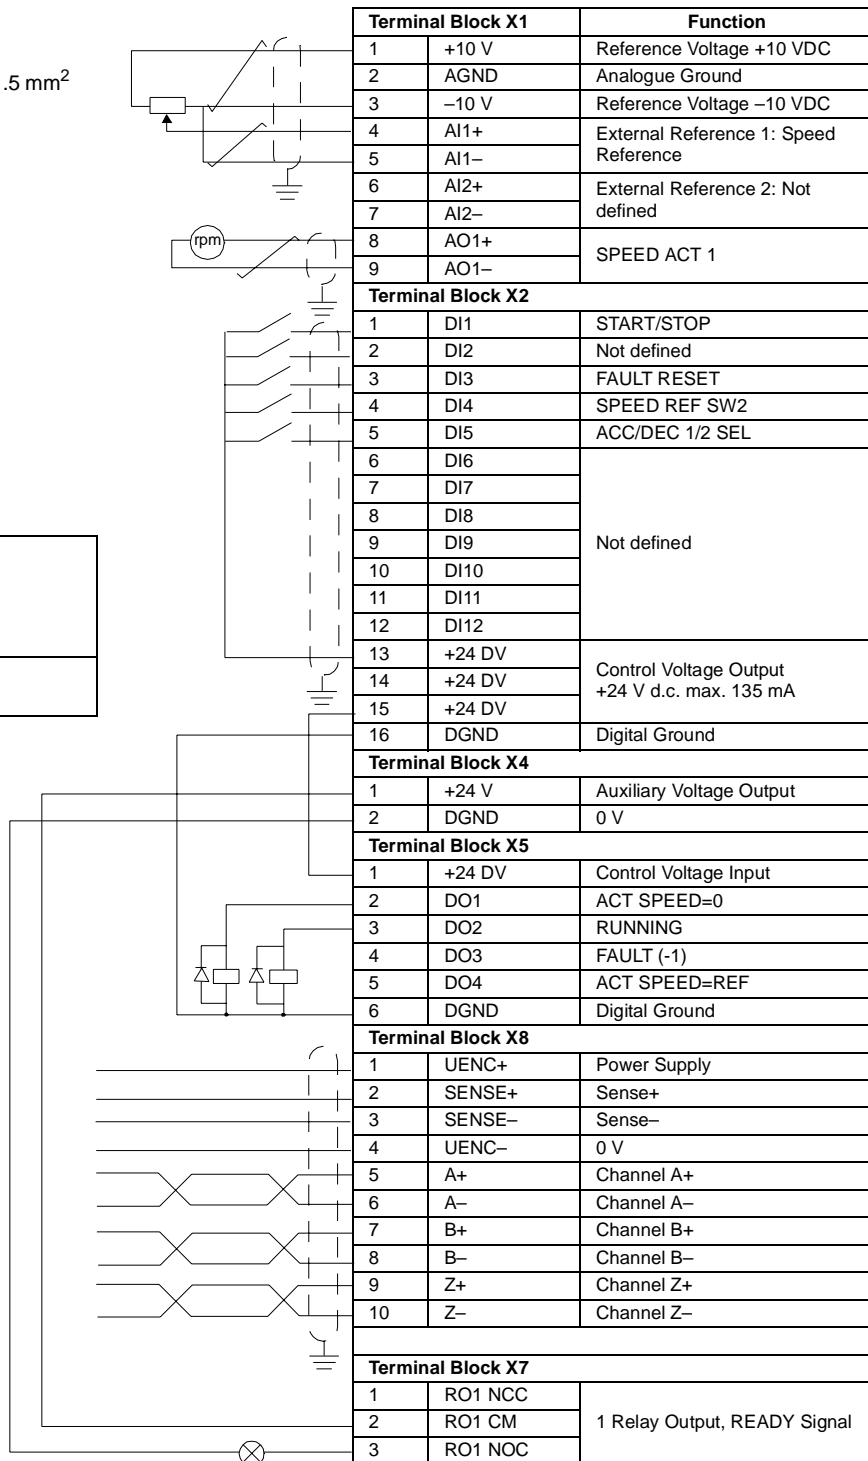 .5 mm2
Terminal Block X1 Function
1 +10 V Reference Voltage +10 VDC
2 AGND Analogue Ground
3 –10 V Reference Voltage –10 VDC
4 AI1+ External Reference 1: Speed
5 AI1– Reference
6 AI2+ External Reference 2: Not
7 AI2– defined
rpm
8 AO1+ SPEED ACT 1
9 AO1–
Terminal Block X2
1 DI1 START/STOP
2 DI2 Not defined
3 DI3 FAULT RESET
4 DI4 SPEED REF SW2
5 DI5 ACC/DEC 1/2 SEL
6 DI6
7 DI7
8 DI8
9 DI9 Not defined
10 DI10
11 DI11
12 DI12
13 +24 DV Control Voltage Output
14 +24 DV +24 V d.c. max. 135 mA
15 +24 DV
16 DGND Digital Ground
Terminal Block X4
1 +24 V Auxiliary Voltage Output
2 DGND 0 V
Terminal Block X5
1 +24 DV Control Voltage Input
2 DO1 ACT SPEED=0
3 DO2 RUNNING
4 DO3 FAULT (-1)
5 DO4 ACT SPEED=REF
6 DGND Digital Ground
Terminal Block X8
1 UENC+ Power Supply
2 SENSE+ Sense+
3 SENSE– Sense–
4 UENC– 0 V
5 A+ Channel A+
6 A– Channel A–
7 B+ Channel B+
8 B– Channel B–
9 Z+ Channel Z+
10 Z– Channel Z–
Terminal Block X7
1 RO1 NCC
2 RO1 CM 1 Relay Output, READY Signal
3 RO1 NOC